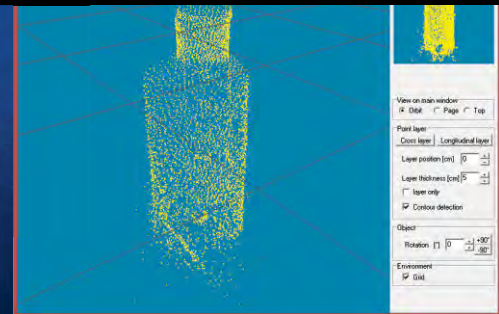 View on main window
Orbit Page Top
Point layer
Cross layer Longitudinal layer
Layer position [cm] 0
Layer thickness [cm] 5
layer only
Contour detection
Object
Rotation [] 0 +90°
-90°
Environment
Grid